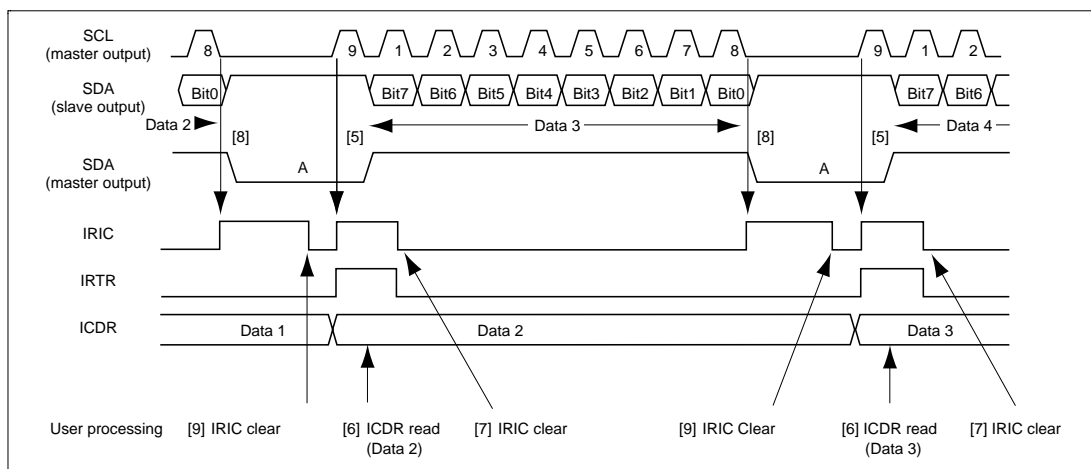 SCL
(master output)
8 9 1 2 3 4 5 6 7 8 9 1 2
SDA
(slave output)
Bit0 Bit7 Bit6 Bit5 Bit4 Bit3 Bit2 Bit1 Bit0 Bit7 Bit6
Data 2 [8] [5] Data 3 [8] [5] Data 4
SDA
(master output)
A A
IRIC
IRTR
ICDR
Data 1 Data 2 Data 3
User processing [9] IRIC clear [6] ICDR read [7] IRIC clear [9] IRIC Clear [6] ICDR read [7] IRIC clear
(Data 2) (Data 3)